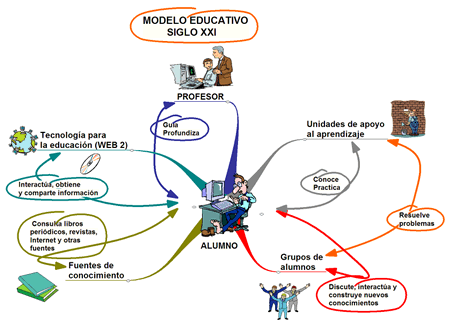 MODELO EDUCATIVO
SIGLO XXI
PROFESOR
Guia
Profundiza
Unidades de apoyo
al aprendizaje
Tecnología para
la educación (WEB 2)
Interactúa, obtiene
y comparte información
Conoce
Practica
Consulta libros
periódicos, revistas,
Internet y otras
fuentes
Resuelve
problemas
ALUMNO
Fuentes de
conocimiento
Grupos de
alumnos
Discute, interactúa y
construye nuevos
conocimientos